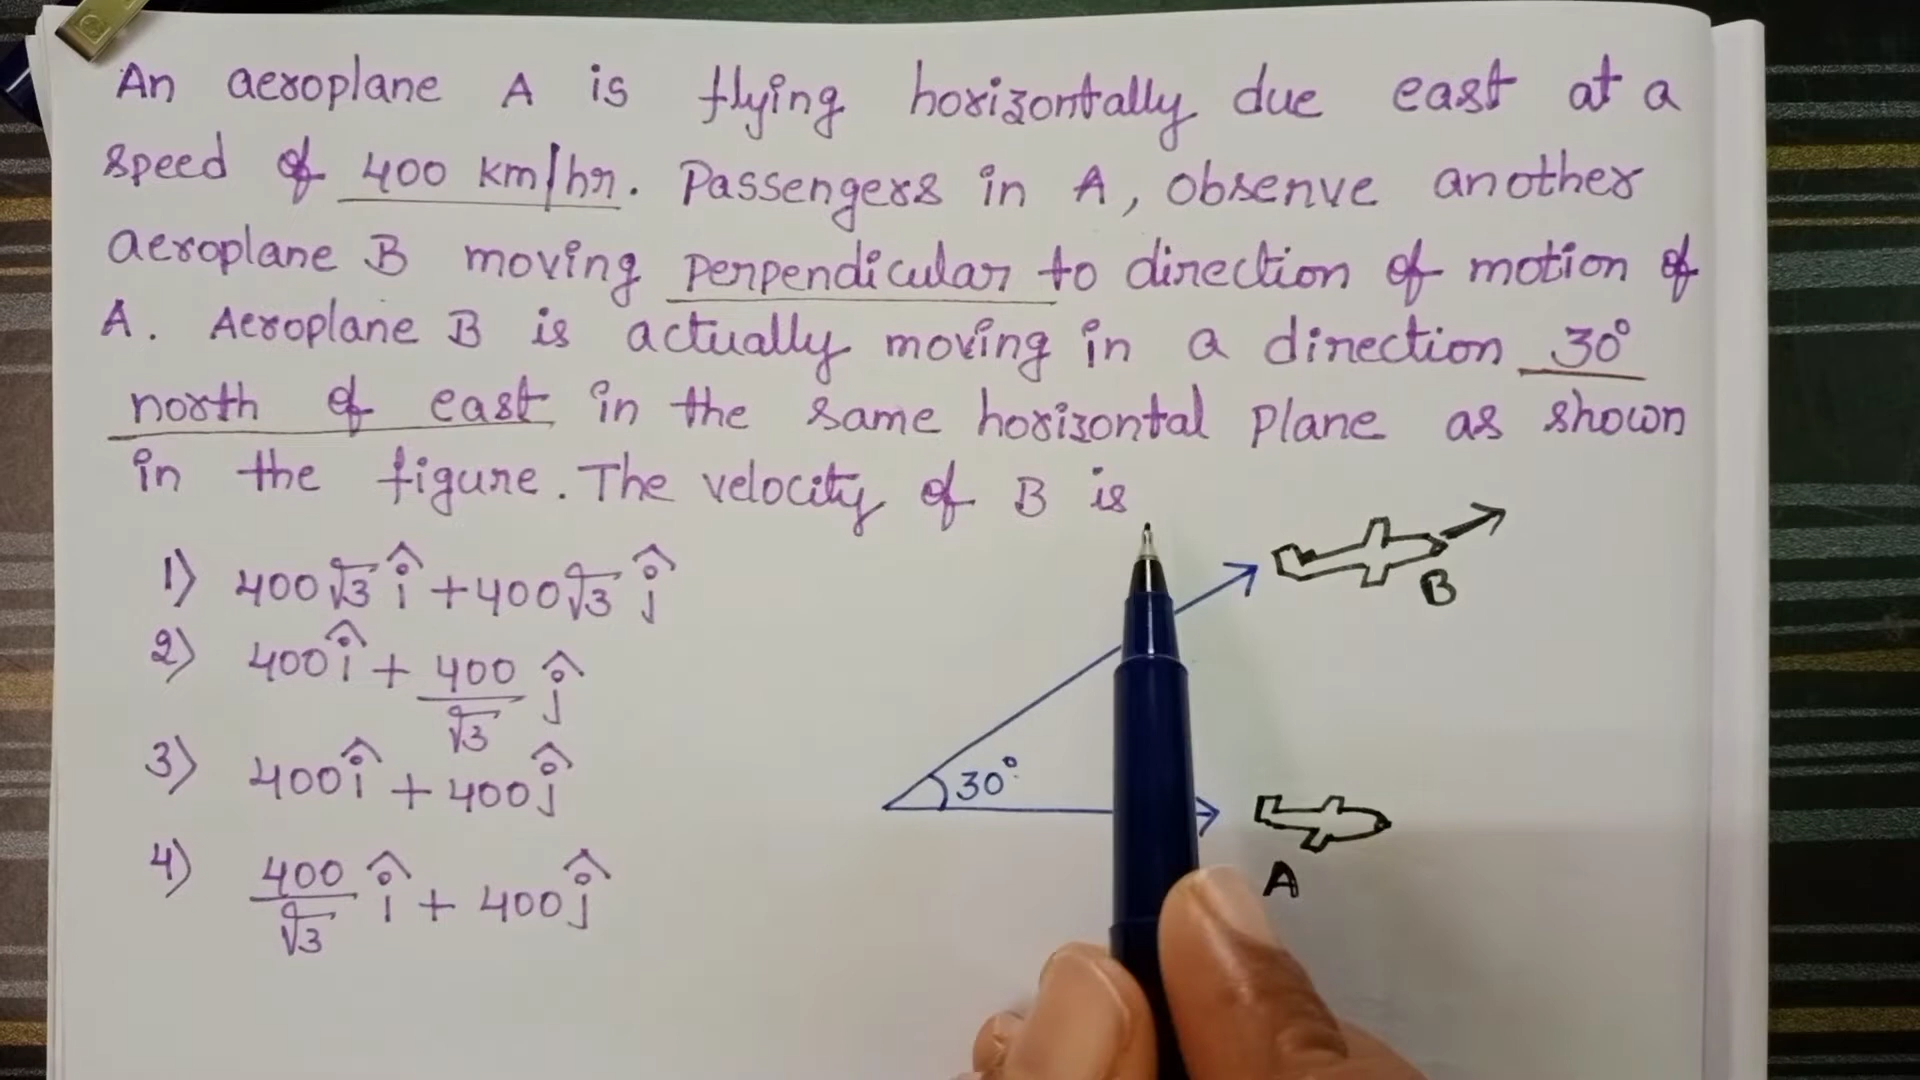 An aeroplane A is flying horizontally due east at a
speed of 400 km/hr. Passengers in A, observe another
aeroplane B moving perpendicular to direction of motion of
A. Aeroplane B is actually moving in a direction 30°
north of east in the same horizontal plane as shown
in the figure. The velocity of B is
1) 400√3 î + 400√3 ĵ
2) 400 î + 400/√3 ĵ
3) 400 î + 400 ĵ
4) 400/√3 î + 400 ĵ
B
30°
A